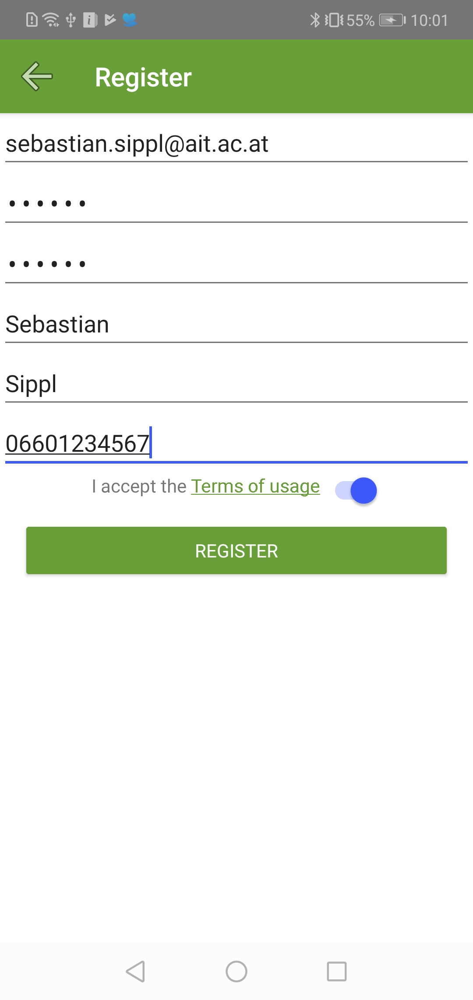 55% 10:01
Register
sebastian.sippl@ait.ac.at
••••••
••••••
Sebastian
Sippl
06601234567
I accept the Terms of usage
REGISTER